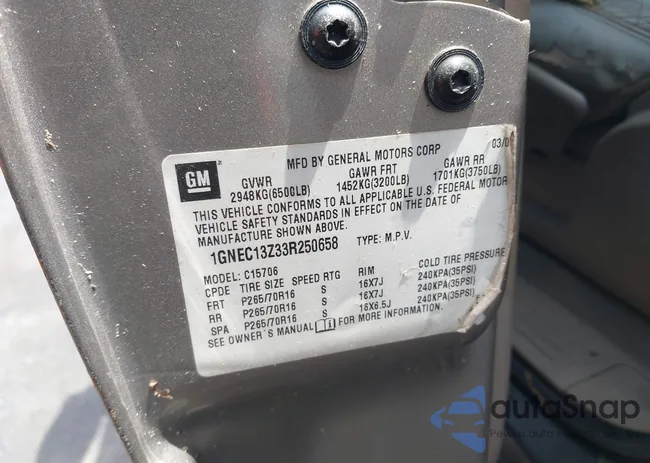 GM
MFD BY GENERAL MOTORS CORP
03/0
GVWR GAWR FRT GAWR RR
2948KG(6500LB) 1452KG(3200LB) 1701KG(3750LB)
THIS VEHICLE CONFORMS TO ALL APPLICABLE U.S. FEDERAL MOTOR
VEHICLE SAFETY STANDARDS IN EFFECT ON THE DATE OF
MANUFACTURE SHOWN ABOVE.
1GNEC13Z33R250658 TYPE: M.P.V.
MODEL: C15706
CPDE TIRE SIZE SPEED RTG RIM COLD TIRE PRESSURE
FRT P265/70R16 S 16X7J 240KPA(35PSI)
RR P265/70R16 S 16X7J 240KPA(35PSI)
SPA P265/70R16 S 16X6.5J 240KPA(35PSI)
SEE OWNER'S MANUAL i FOR MORE INFORMATION.
autoSnap